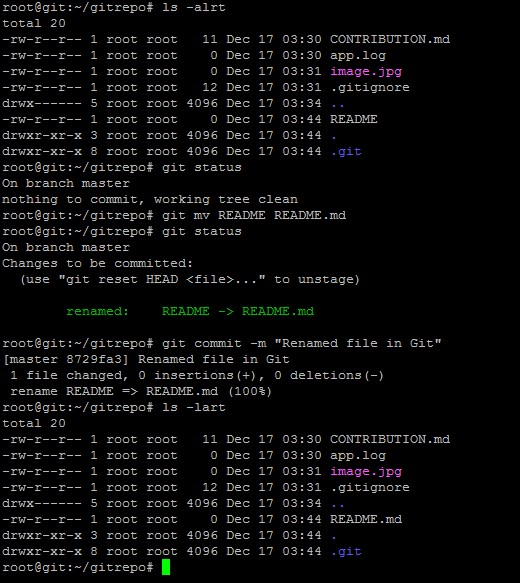 root@git:~/gitrepo# ls -alrt
total 20
-rw-r--r-- 1 root root   11 Dec 17 03:30 CONTRIBUTION.md
-rw-r--r-- 1 root root    0 Dec 17 03:30 app.log
-rw-r--r-- 1 root root    0 Dec 17 03:31 image.jpg
-rw-r--r-- 1 root root   12 Dec 17 03:31 .gitignore
drwx------ 5 root root 4096 Dec 17 03:34 ..
-rw-r--r-- 1 root root    0 Dec 17 03:44 README
drwxr-xr-x 3 root root 4096 Dec 17 03:44 .
drwxr-xr-x 8 root root 4096 Dec 17 03:44 .git
root@git:~/gitrepo# git status
On branch master
nothing to commit, working tree clean
root@git:~/gitrepo# git mv README README.md
root@git:~/gitrepo# git status
On branch master
Changes to be committed:
  (use "git reset HEAD <file>..." to unstage)
        renamed:    README -> README.md
root@git:~/gitrepo# git commit -m "Renamed file in Git"
[master 8729fa3] Renamed file in Git
 1 file changed, 0 insertions(+), 0 deletions(-)
 rename README => README.md (100%)
root@git:~/gitrepo# ls -lart
total 20
-rw-r--r-- 1 root root   11 Dec 17 03:30 CONTRIBUTION.md
-rw-r--r-- 1 root root    0 Dec 17 03:30 app.log
-rw-r--r-- 1 root root    0 Dec 17 03:31 image.jpg
-rw-r--r-- 1 root root   12 Dec 17 03:31 .gitignore
drwx------ 5 root root 4096 Dec 17 03:34 ..
-rw-r--r-- 1 root root    0 Dec 17 03:44 README.md
drwxr-xr-x 3 root root 4096 Dec 17 03:44 .
drwxr-xr-x 8 root root 4096 Dec 17 03:44 .git
root@git:~/gitrepo#